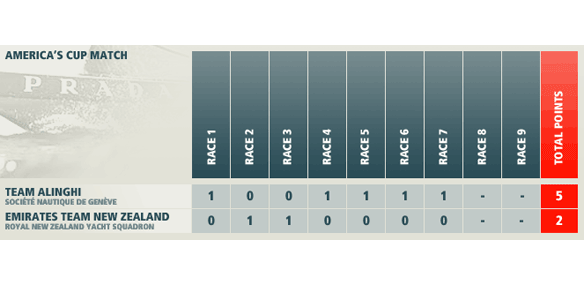 AMERICA'S CUP MATCH
PRADA
RACE 1 RACE 2 RACE 3 RACE 4 RACE 5 RACE 6 RACE 7 RACE 8 RACE 9 TOTAL POINTS
TEAM ALINGHI 1 0 0 1 1 1 1 - - 5
SOCIÉTÉ NAUTIQUE DE GENÈVE
EMIRATES TEAM NEW ZEALAND 0 1 1 0 0 0 0 - - 2
ROYAL NEW ZEALAND YACHT SQUADRON